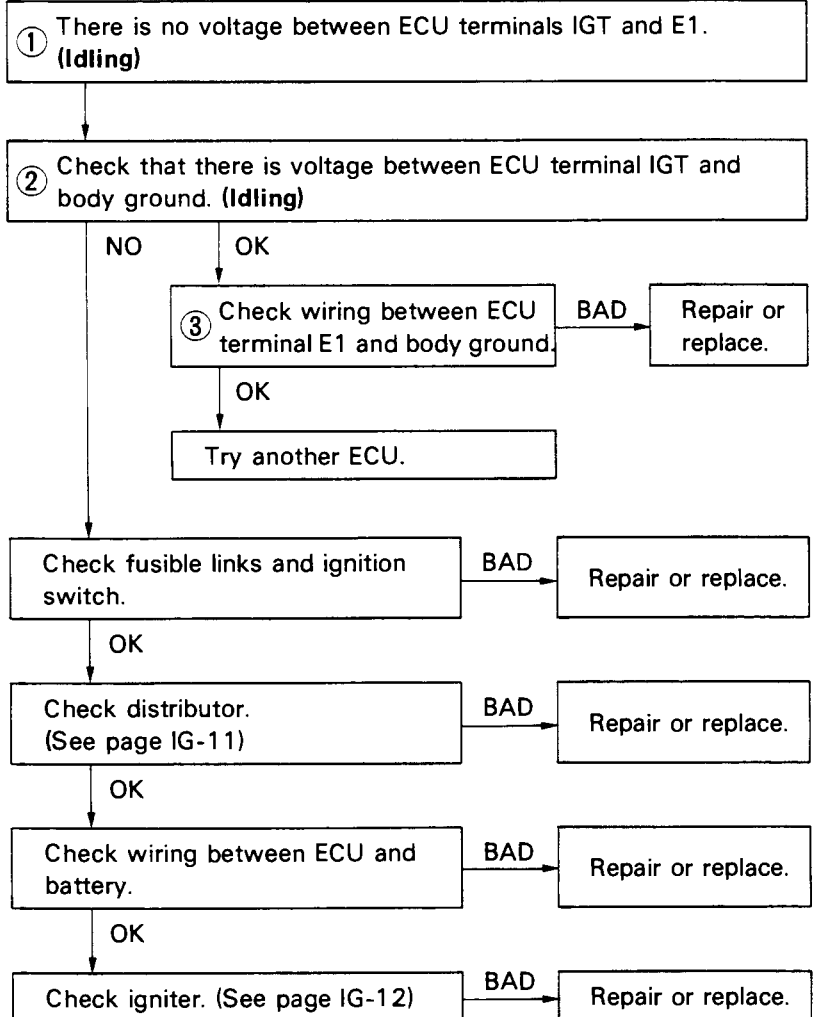 ① There is no voltage between ECU terminals IGT and E1.
(Idling)
② Check that there is voltage between ECU terminal IGT and
body ground. (Idling)
NO
OK
③ Check wiring between ECU
terminal E1 and body ground.
BAD
Repair or
replace.
OK
Try another ECU.
Check fusible links and ignition
switch.
BAD
Repair or replace.
OK
Check distributor.
(See page IG-11)
BAD
Repair or replace.
OK
Check wiring between ECU and
battery.
BAD
Repair or replace.
OK
Check igniter. (See page IG-12)
BAD
Repair or replace.